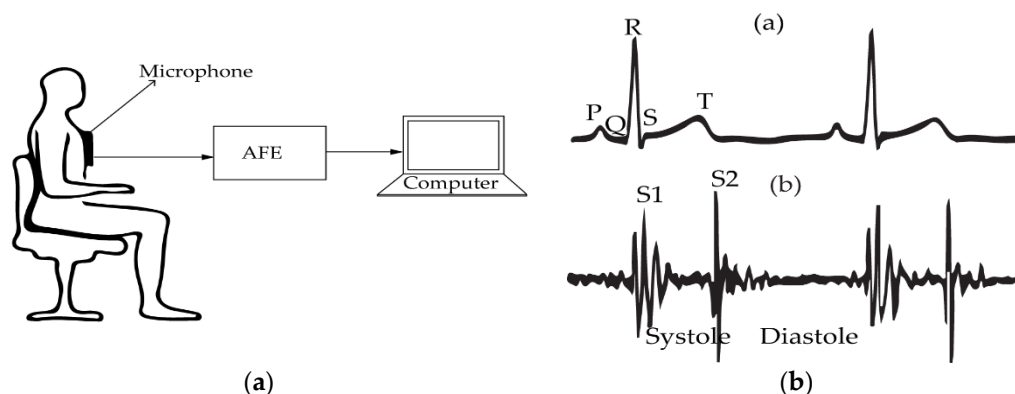 Microphone
AFE
Computer
(a)
(a)
R
P
Q
S
T
(b)
S1
S2
Systole
Diastole
(b)